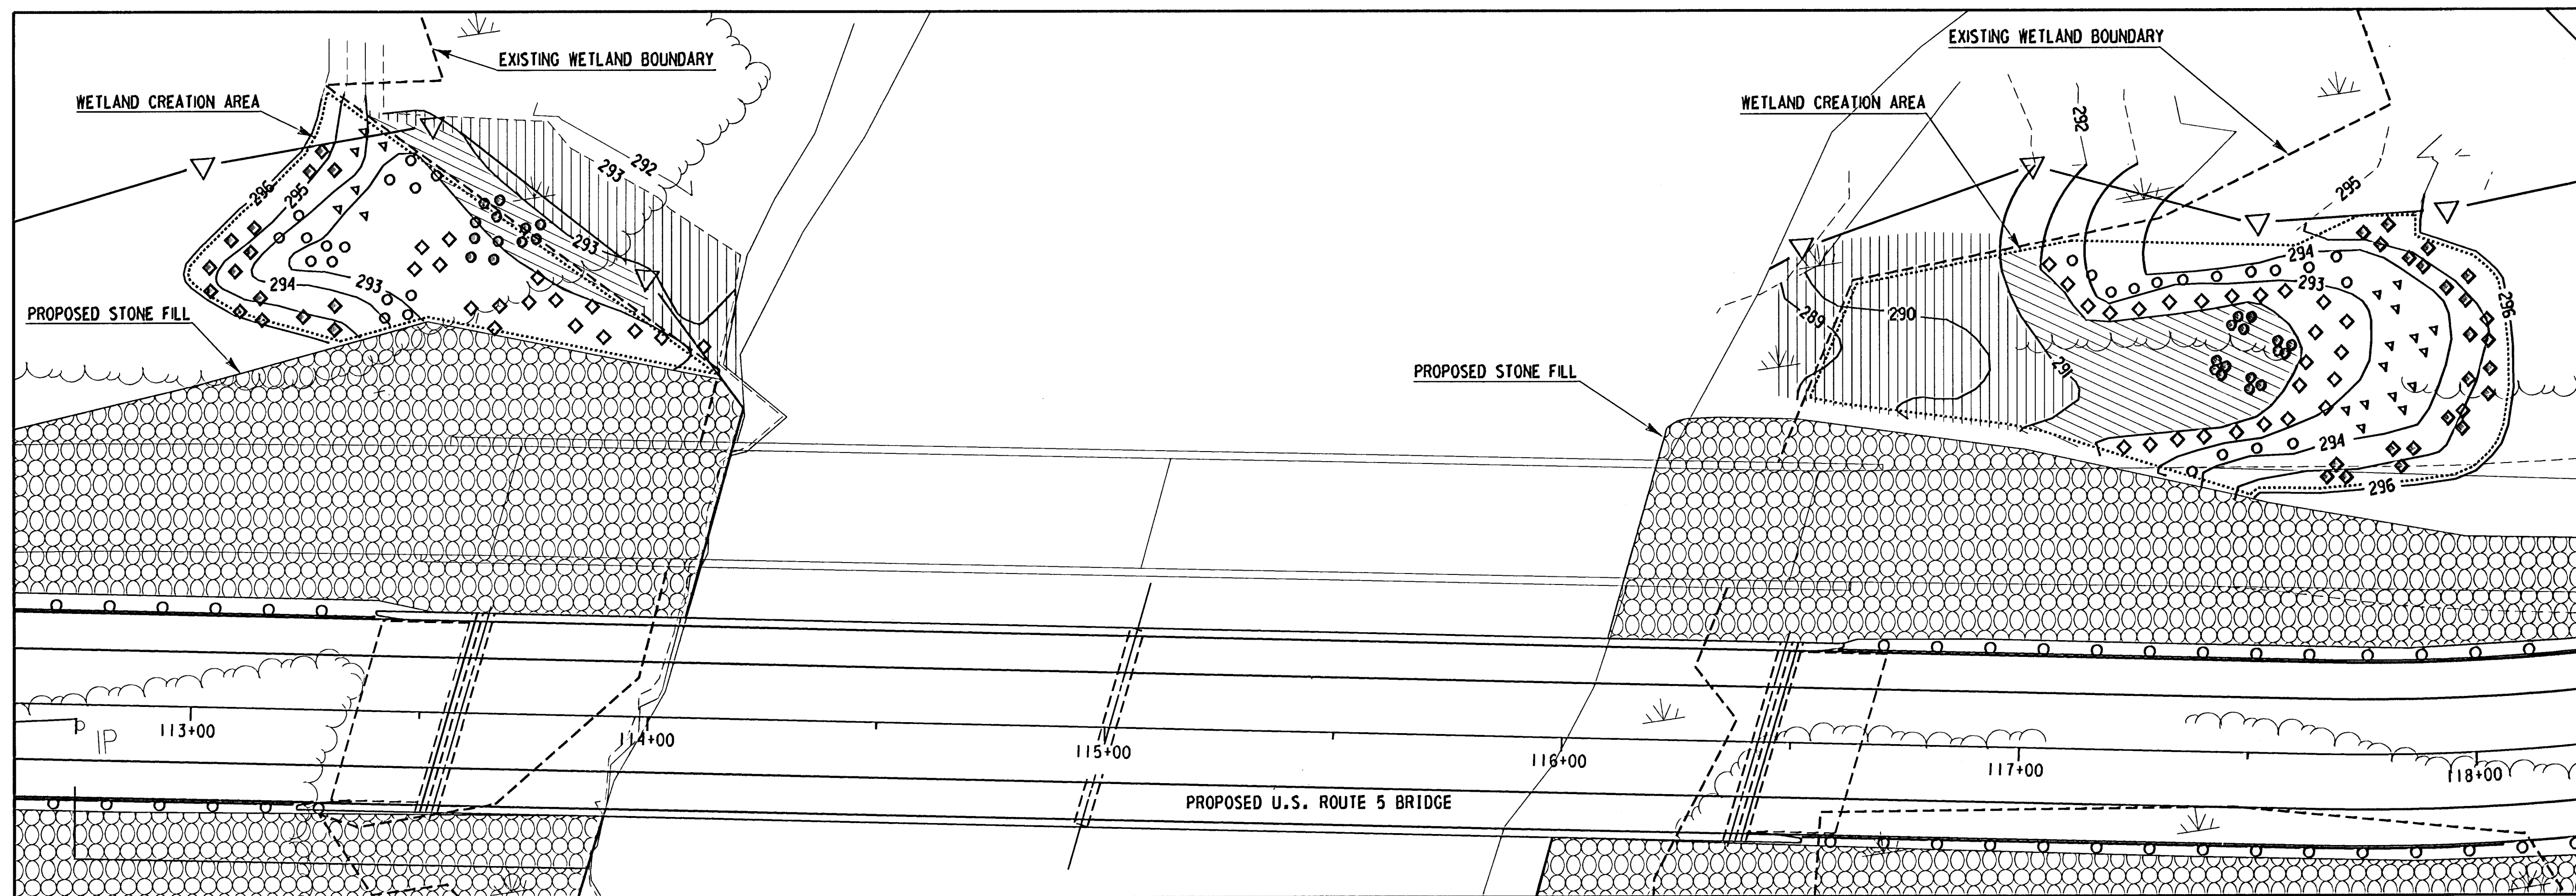 EXISTING WETLAND BOUNDARY
WETLAND CREATION AREA
PROPOSED STONE FILL
296
295
294
293
293
292
293
EXISTING WETLAND BOUNDARY
WETLAND CREATION AREA
PROPOSED STONE FILL
292
295
294
293
296
289
290
291
294
296
P
IP
113+00
114+00
115+00
116+00
117+00
118+00
PROPOSED U.S. ROUTE 5 BRIDGE